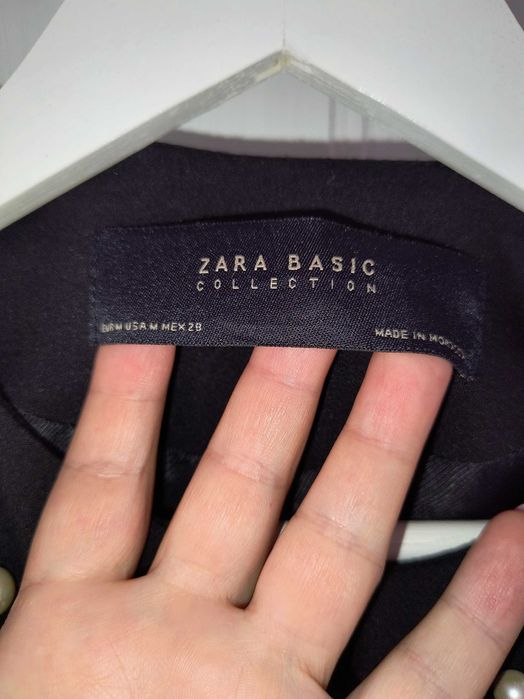 ZARA BASIC
COLLECTION
EUR M USA M MEX 28
MADE IN